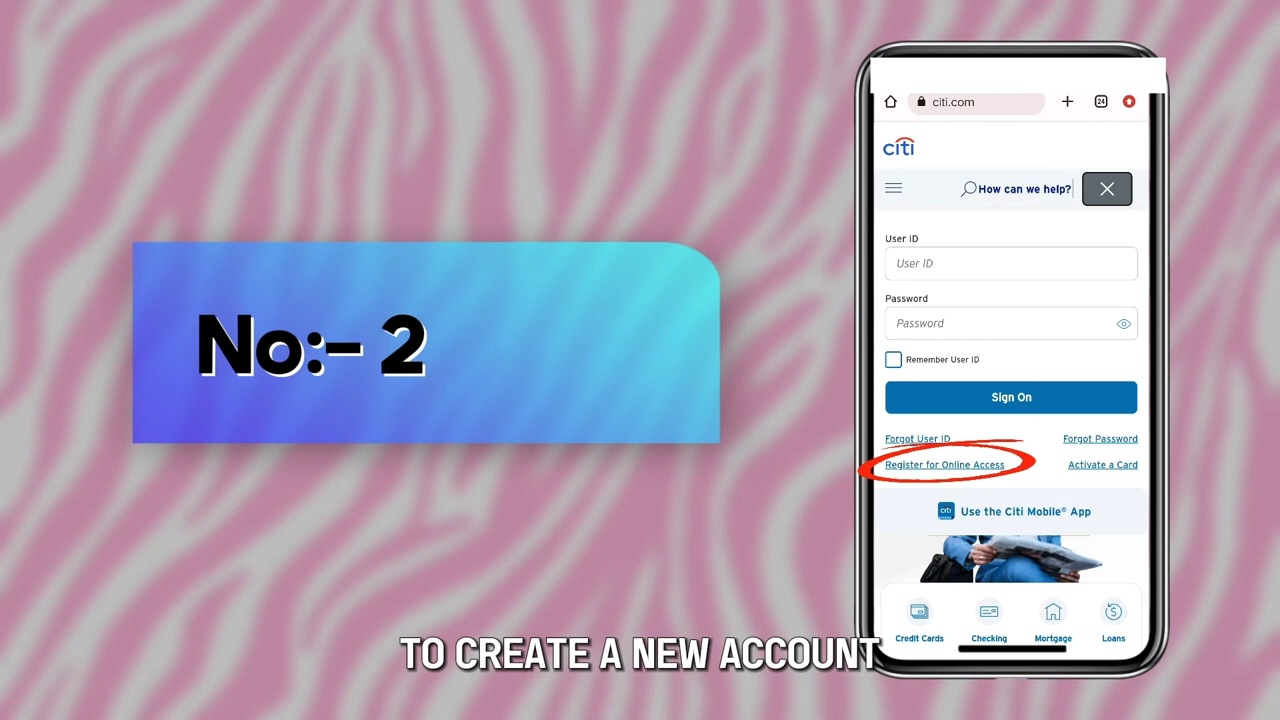 No:- 2
citi.com
24
citi
How can we help?
User ID
User ID
Password
Password
Remember User ID
Sign On
Forgot User ID
Forgot Password
Register for Online Access
Activate a Card
citi
Use the Citi Mobile® App
Credit Cards
Checking
Mortgage
Loans
TO CREATE A NEW ACCOUNT